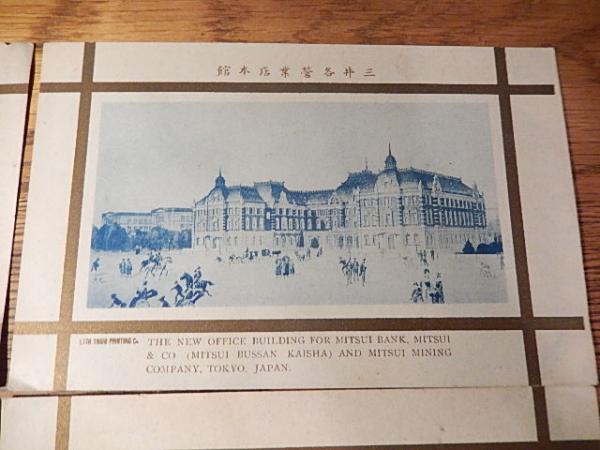 館本店業營各井三
LITH TOKIO PRINTING Co
THE NEW OFFICE BUILDING FOR MITSUI BANK, MITSUI
& CO (MITSUI BUSSAN KAISHA) AND MITSUI MINING
COMPANY, TOKYO, JAPAN.